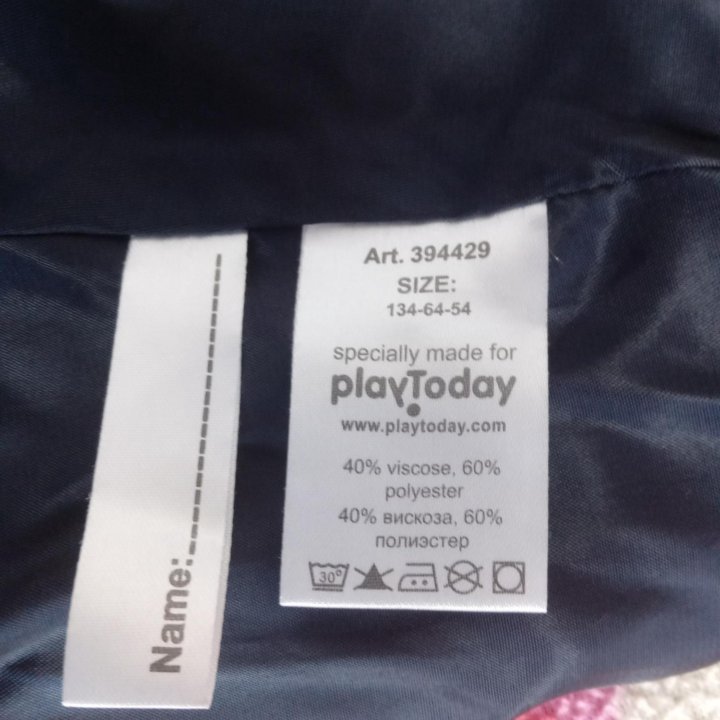 Name:
Art. 394429
SIZE:
134-64-54
specially made for
playToday
www.playtoday.com
40% viscose, 60%
polyester
40% вискоза, 60%
полиэстер
30°